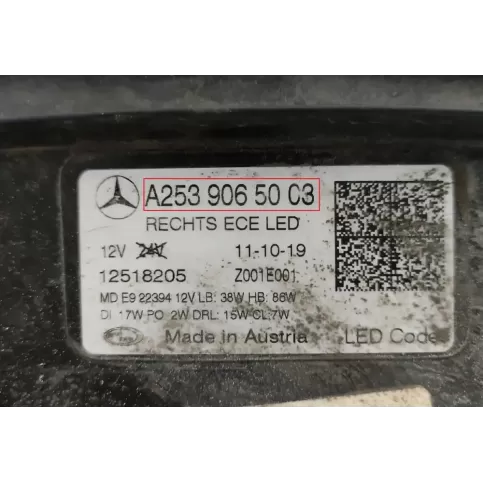 A253 906 50 03
RECHTS ECE LED
12V 24V 11-10-19
12518205 Z001E001
MD E9 22394 12V LB: 38W HB: 86W
DI 17W PO 2W DRL: 15W CL:7W
Made in Austria LED Code